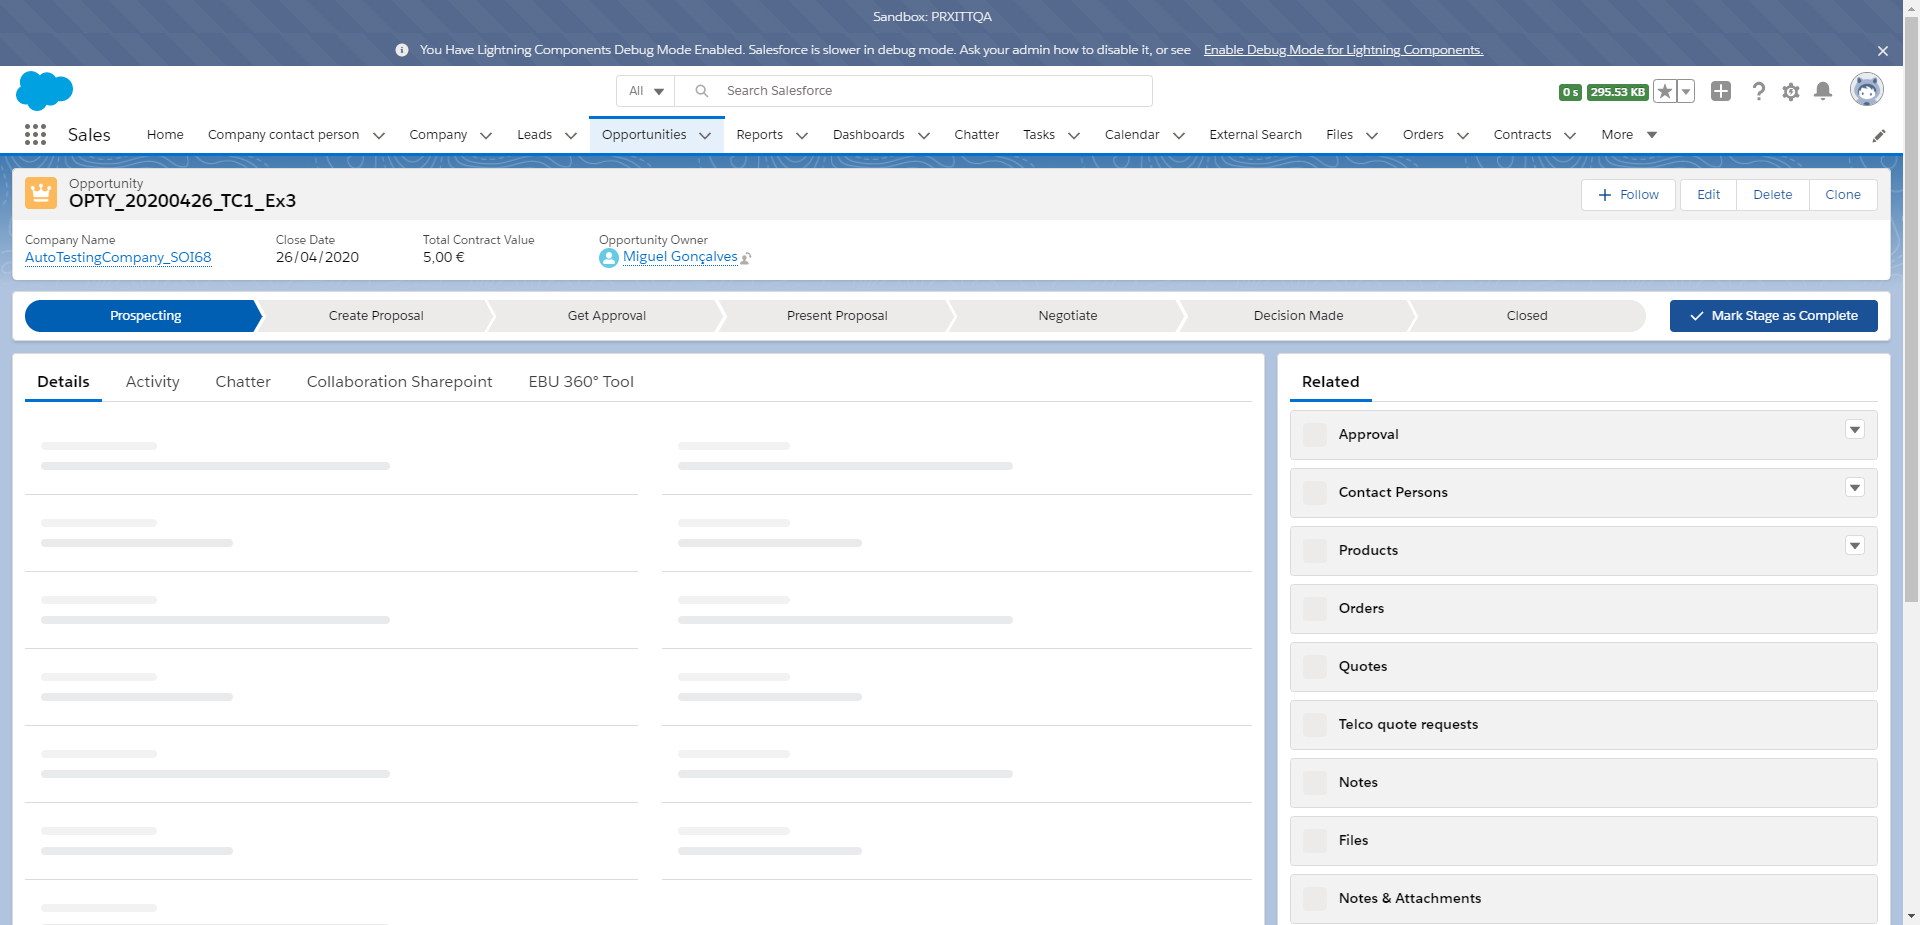 Sandbox: PRXITTQA
You Have Lightning Components Debug Mode Enabled. Salesforce is slower in debug mode. Ask your admin how to disable it, or see Enable Debug Mode for Lightning Components.
All
Search Salesforce
0 s 295.53 KB
Sales Home Company contact person Company Leads Opportunities Reports Dashboards Chatter Tasks Calendar External Search Files Orders Contracts More
Opportunity
OPTY_20200426_TC1_Ex3
Follow Edit Delete Clone
Company Name Close Date Total Contract Value Opportunity Owner
AutoTestingCompany_SOI68 26/04/2020 5,00 € Miguel Gonçalves
Prospecting Create Proposal Get Approval Present Proposal Negotiate Decision Made Closed Mark Stage as Complete
Details Activity Chatter Collaboration Sharepoint EBU 360° Tool
Related
Approval
Contact Persons
Products
Orders
Quotes
Telco quote requests
Notes
Files
Notes & Attachments